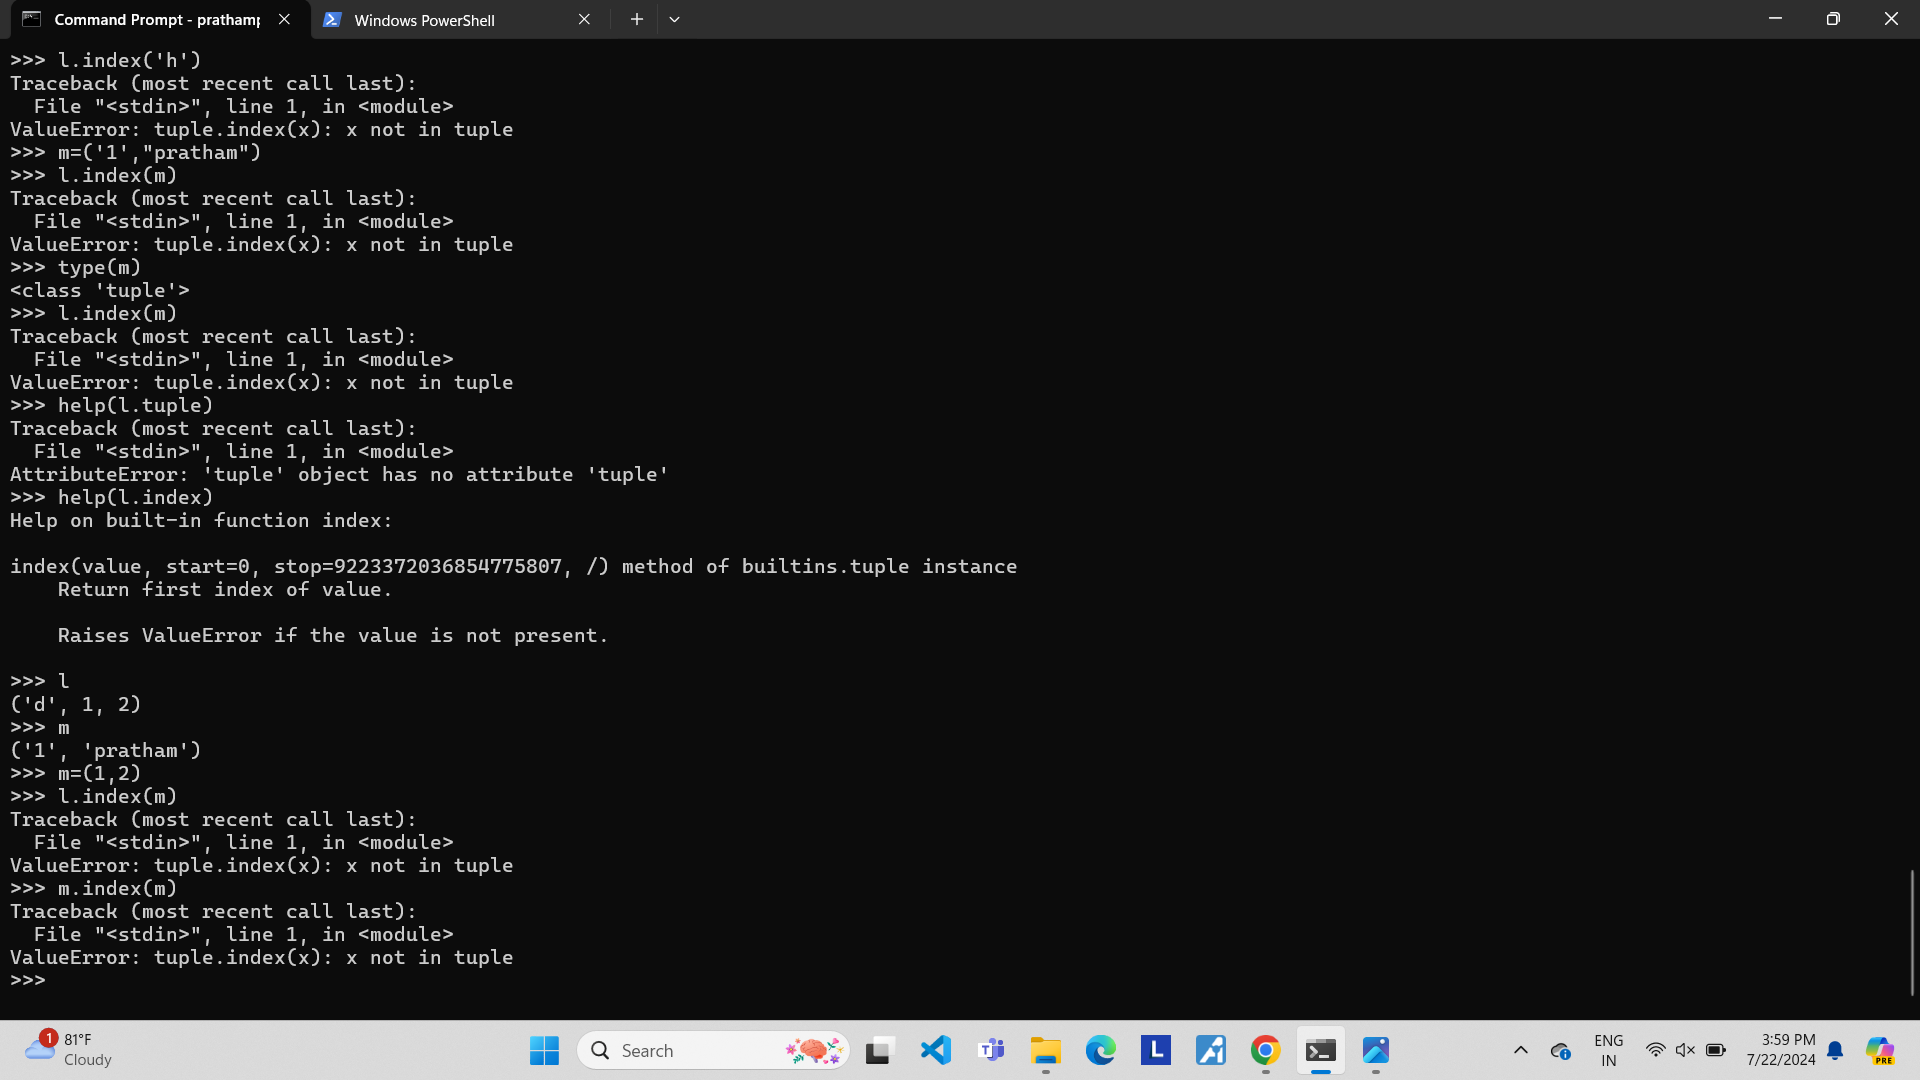 Command Prompt - prathamp
Windows PowerShell
>>> l.index('h')
Traceback (most recent call last):
  File "<stdin>", line 1, in <module>
ValueError: tuple.index(x): x not in tuple
>>> m=('1',"pratham")
>>> l.index(m)
Traceback (most recent call last):
  File "<stdin>", line 1, in <module>
ValueError: tuple.index(x): x not in tuple
>>> type(m)
<class 'tuple'>
>>> l.index(m)
Traceback (most recent call last):
  File "<stdin>", line 1, in <module>
ValueError: tuple.index(x): x not in tuple
>>> help(l.tuple)
Traceback (most recent call last):
  File "<stdin>", line 1, in <module>
AttributeError: 'tuple' object has no attribute 'tuple'
>>> help(l.index)
Help on built-in function index:

index(value, start=0, stop=9223372036854775807, /) method of builtins.tuple instance
    Return first index of value.

    Raises ValueError if the value is not present.

>>> l
('d', 1, 2)
>>> m
('1', 'pratham')
>>> m=(1,2)
>>> l.index(m)
Traceback (most recent call last):
  File "<stdin>", line 1, in <module>
ValueError: tuple.index(x): x not in tuple
>>> m.index(m)
Traceback (most recent call last):
  File "<stdin>", line 1, in <module>
ValueError: tuple.index(x): x not in tuple
>>>
1
81°F
Cloudy
Search
T
L
ENG
IN
3:59 PM
7/22/2024
PRE